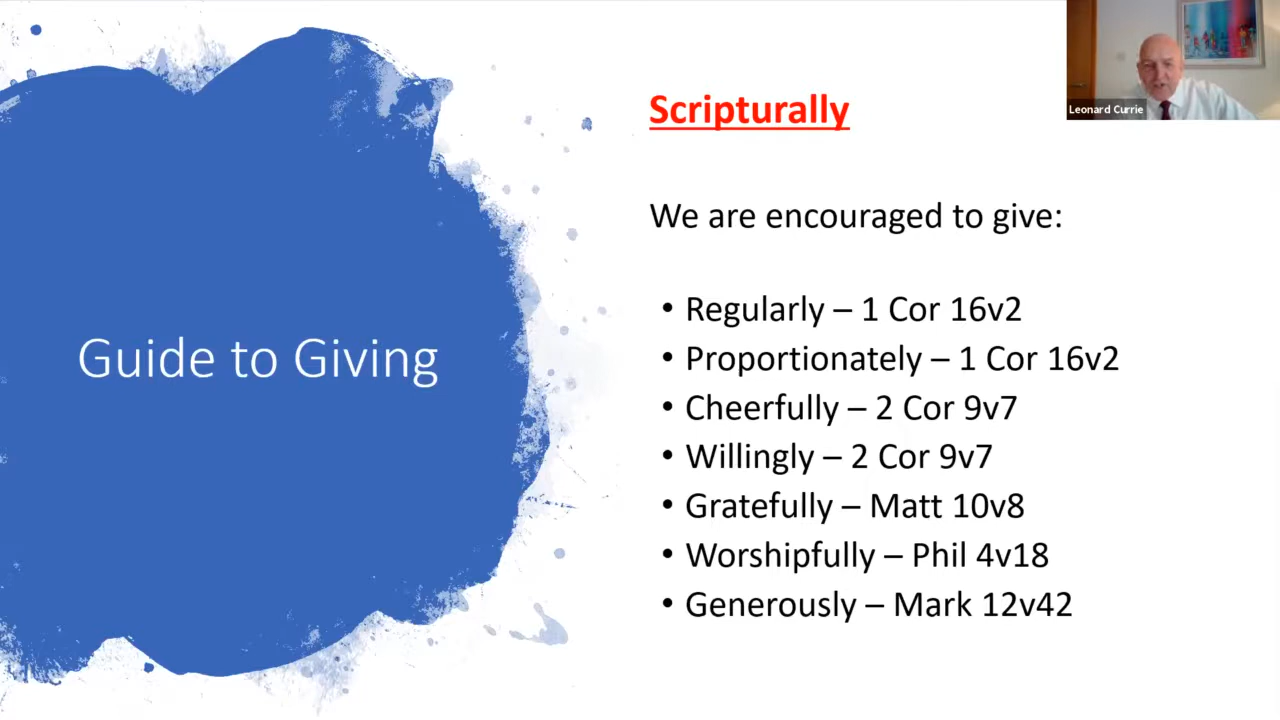 Guide to Giving
Scripturally
We are encouraged to give:
• Regularly – 1 Cor 16v2
• Proportionately – 1 Cor 16v2
• Cheerfully – 2 Cor 9v7
• Willingly – 2 Cor 9v7
• Gratefully – Matt 10v8
• Worshipfully – Phil 4v18
• Generously – Mark 12v42
Leonard Currie